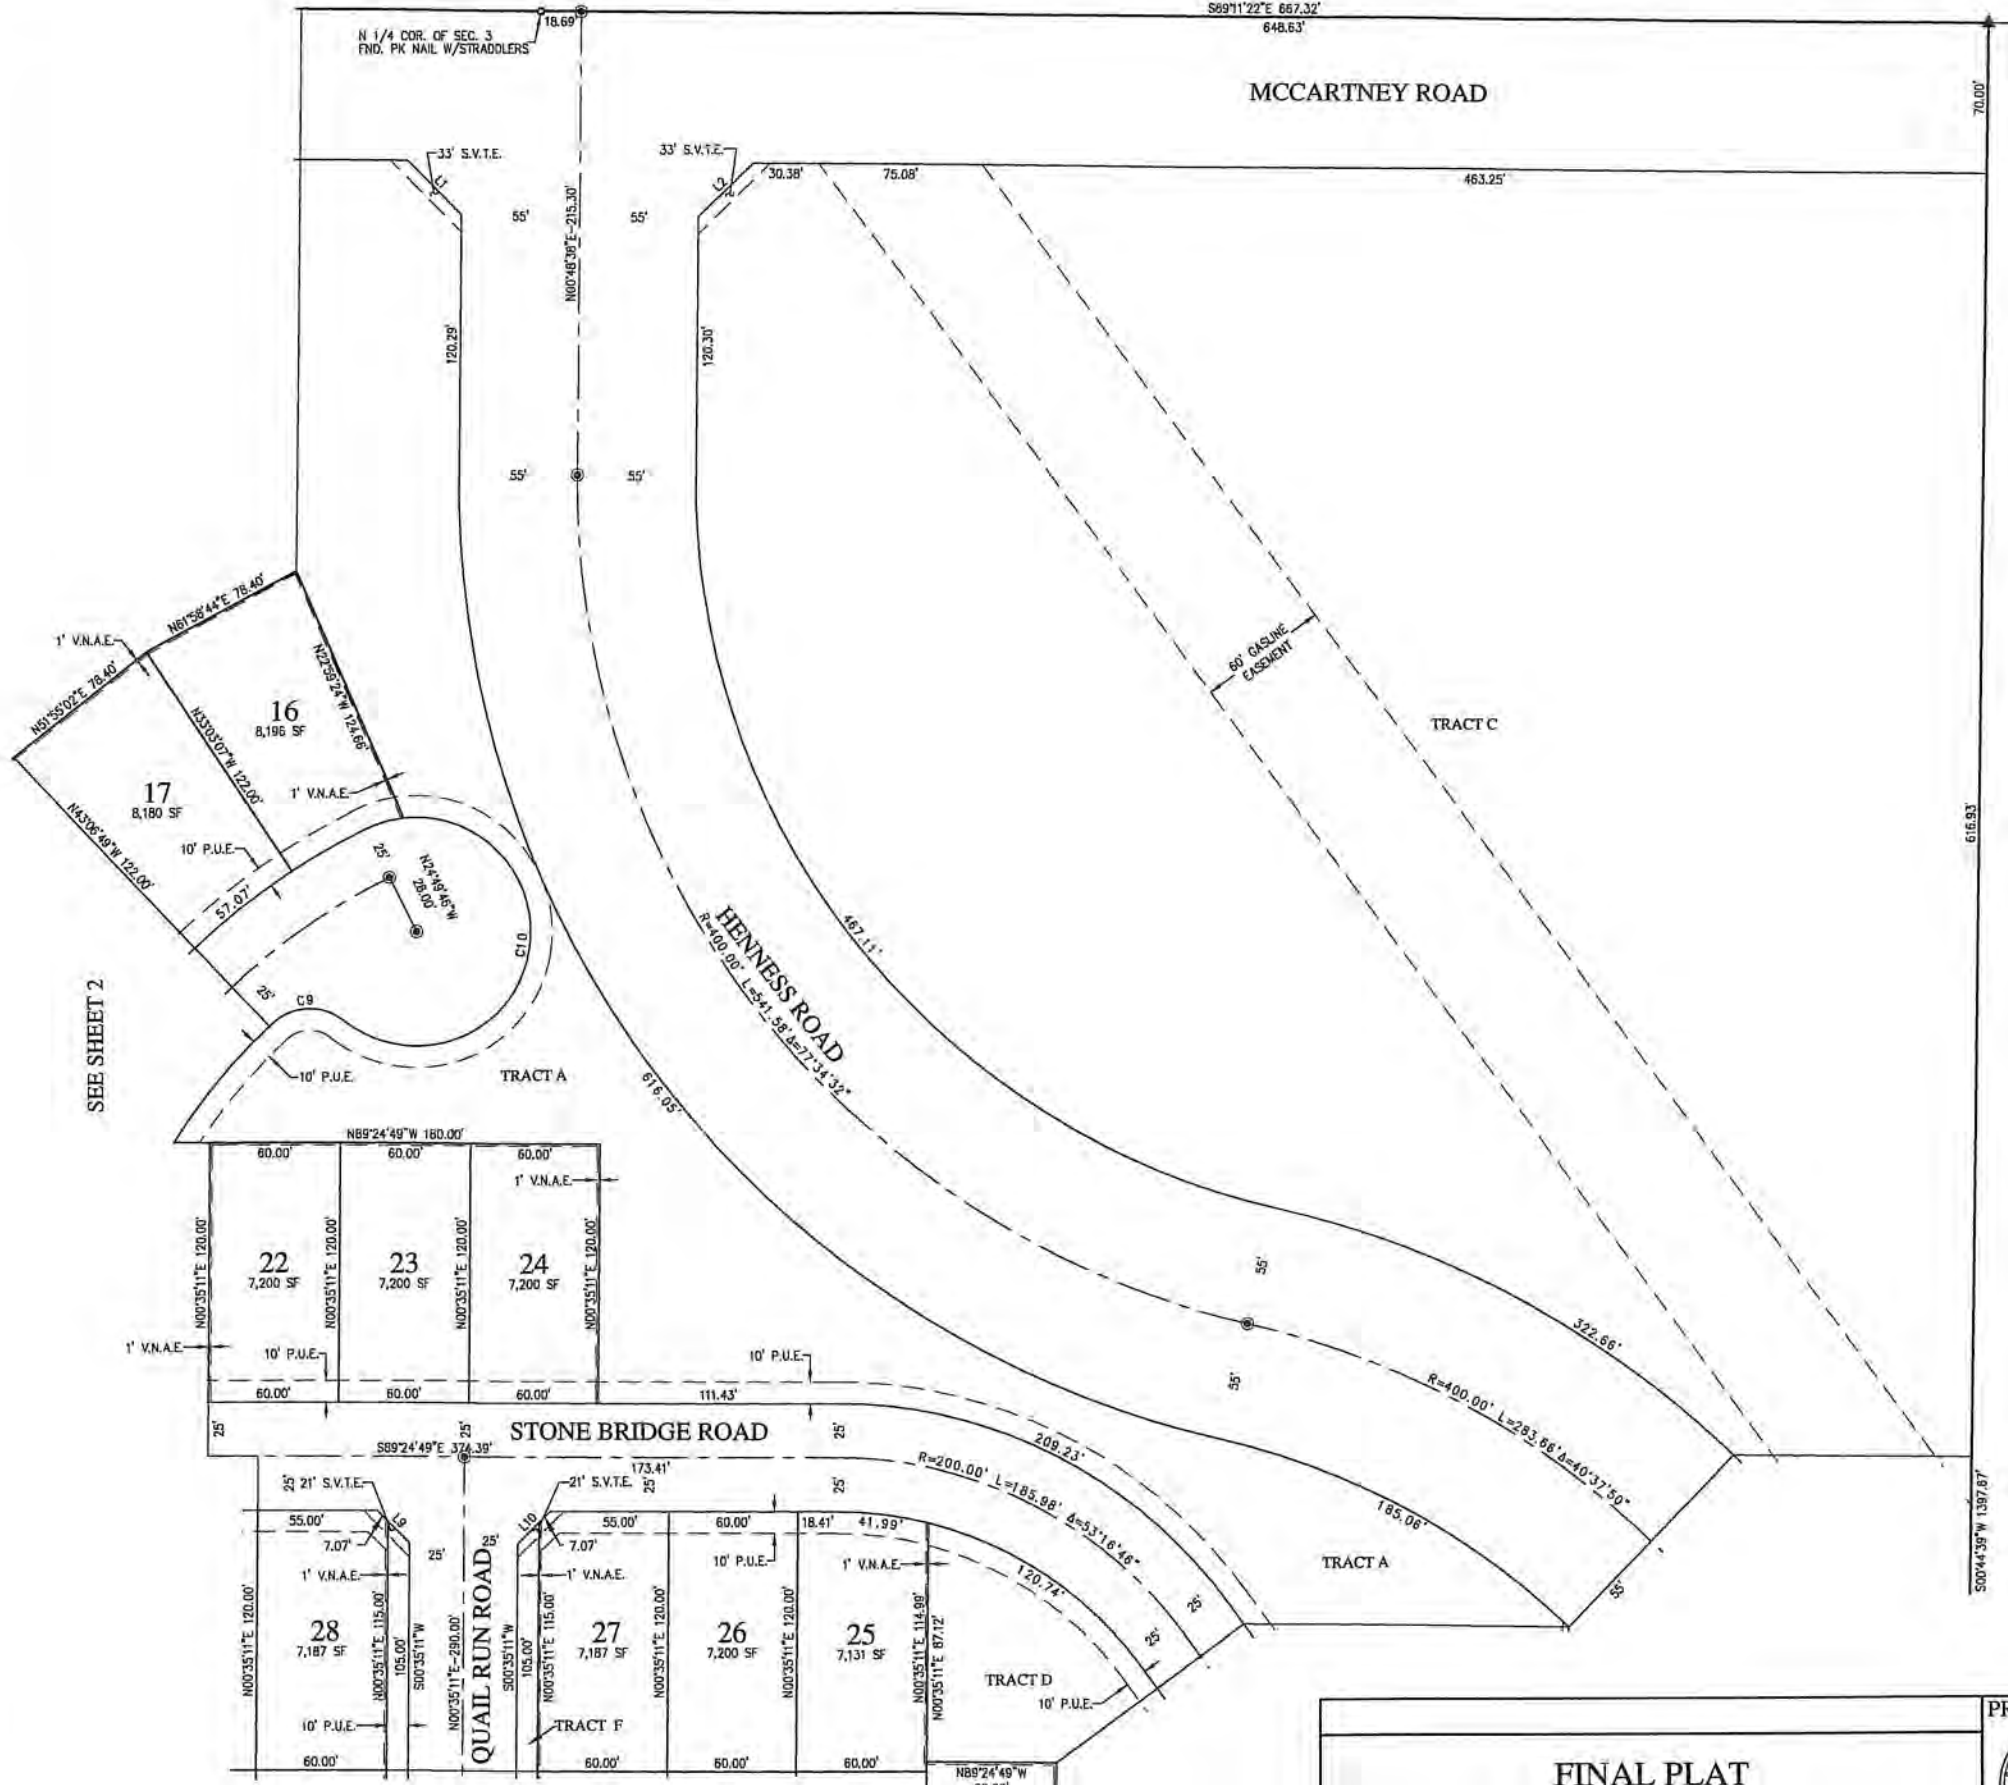 S89°11'22"E 667.32'
18.69'
648.63'
N 1/4 COR. OF SEC. 3
FND. PK NAIL W/STRADDLERS
MCCARTNEY ROAD
70.00'
33' S.V.T.E.
33' S.V.T.E.
L1
L2
30.38'
75.08'
463.25'
55'
55'
N00°48'38"E-215.30'
120.29'
120.30'
55'
55'
N61°58'44"E 78.40'
1' V.N.A.E.
N51°55'02"E 78.40'
N22°59'24"W 124.66'
60' GASLINE
EASEMENT
16
8,196 SF
N33°03'07"W 122.00'
TRACT C
17
8,180 SF
1' V.N.A.E.
616.93'
N43°06'49"W 122.00'
10' P.U.E.
25'
N24°49'46"W
28.00'
57.07'
C10
HENNESS ROAD
R=400.00' L=541.58' Δ=77°34'32"
467.11'
25'
C9
SEE SHEET 2
10' P.U.E.
TRACT A
616.05'
N89°24'49"W 180.00'
60.00'
60.00'
60.00'
1' V.N.A.E.
N00°35'11"E 120.00'
22
7,200 SF
N00°35'11"E 120.00'
23
7,200 SF
N00°35'11"E 120.00'
24
7,200 SF
N00°35'11"E 120.00'
55'
322.66'
1' V.N.A.E.
10' P.U.E.
10' P.U.E.
55'
60.00'
60.00'
60.00'
111.43'
R=400.00' L=283.66' Δ=40°37'50"
25'
25'
STONE BRIDGE ROAD
25'
S89°24'49"E 374.39'
173.41'
209.23'
R=200.00' L=185.98' Δ=53°16'46"
25'
21' S.V.T.E.
21' S.V.T.E.
25'
25'
185.06'
S00°44'39"W 1397.87'
55.00'
L9
L10
55.00'
60.00'
18.41'
41.99'
7.07'
25'
25'
7.07'
10' P.U.E.
1' V.N.A.E.
TRACT A
1' V.N.A.E.
1' V.N.A.E.
120.74'
25'
55'
N00°35'11"E 120.00'
28
7,187 SF
N00°35'11"E 115.00'
105.00'
S00°35'11"W
N00°35'11"E-290.00'
QUAIL RUN ROAD
S00°35'11"W
105.00'
N00°35'11"E 115.00'
27
7,187 SF
N00°35'11"E 120.00'
26
7,200 SF
N00°35'11"E 120.00'
25
7,131 SF
N00°35'11"E 114.99'
N00°35'11"E 87.12'
25'
TRACT D
10' P.U.E.
10' P.U.E.
TRACT F
60.00'
60.00'
60.00'
60.00'
N89°24'49"W
FINAL PLAT